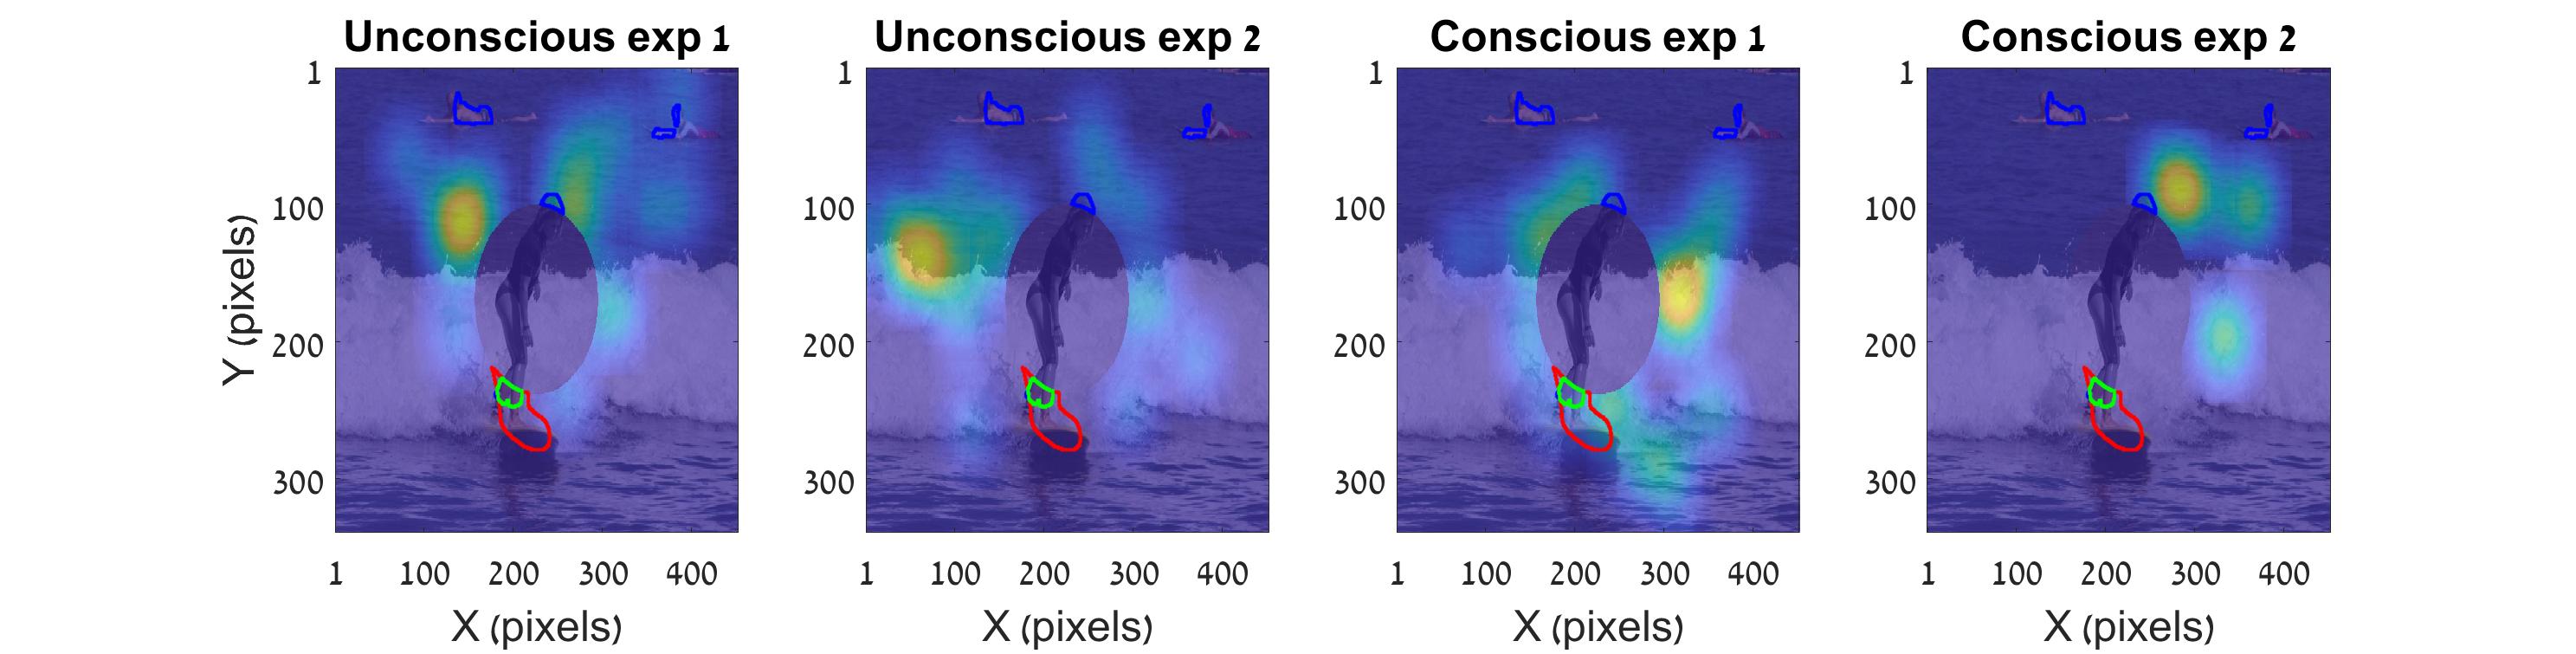 Unconscious exp 1 Unconscious exp 2 Conscious exp 1 Conscious exp 2
1 1 1 1
100 100 100 100
200 200 200 200
300 300 300 300
Y (pixels)
1 100 200 300 400 1 100 200 300 400 1 100 200 300 400 1 100 200 300 400
X (pixels) X (pixels) X (pixels) X (pixels)